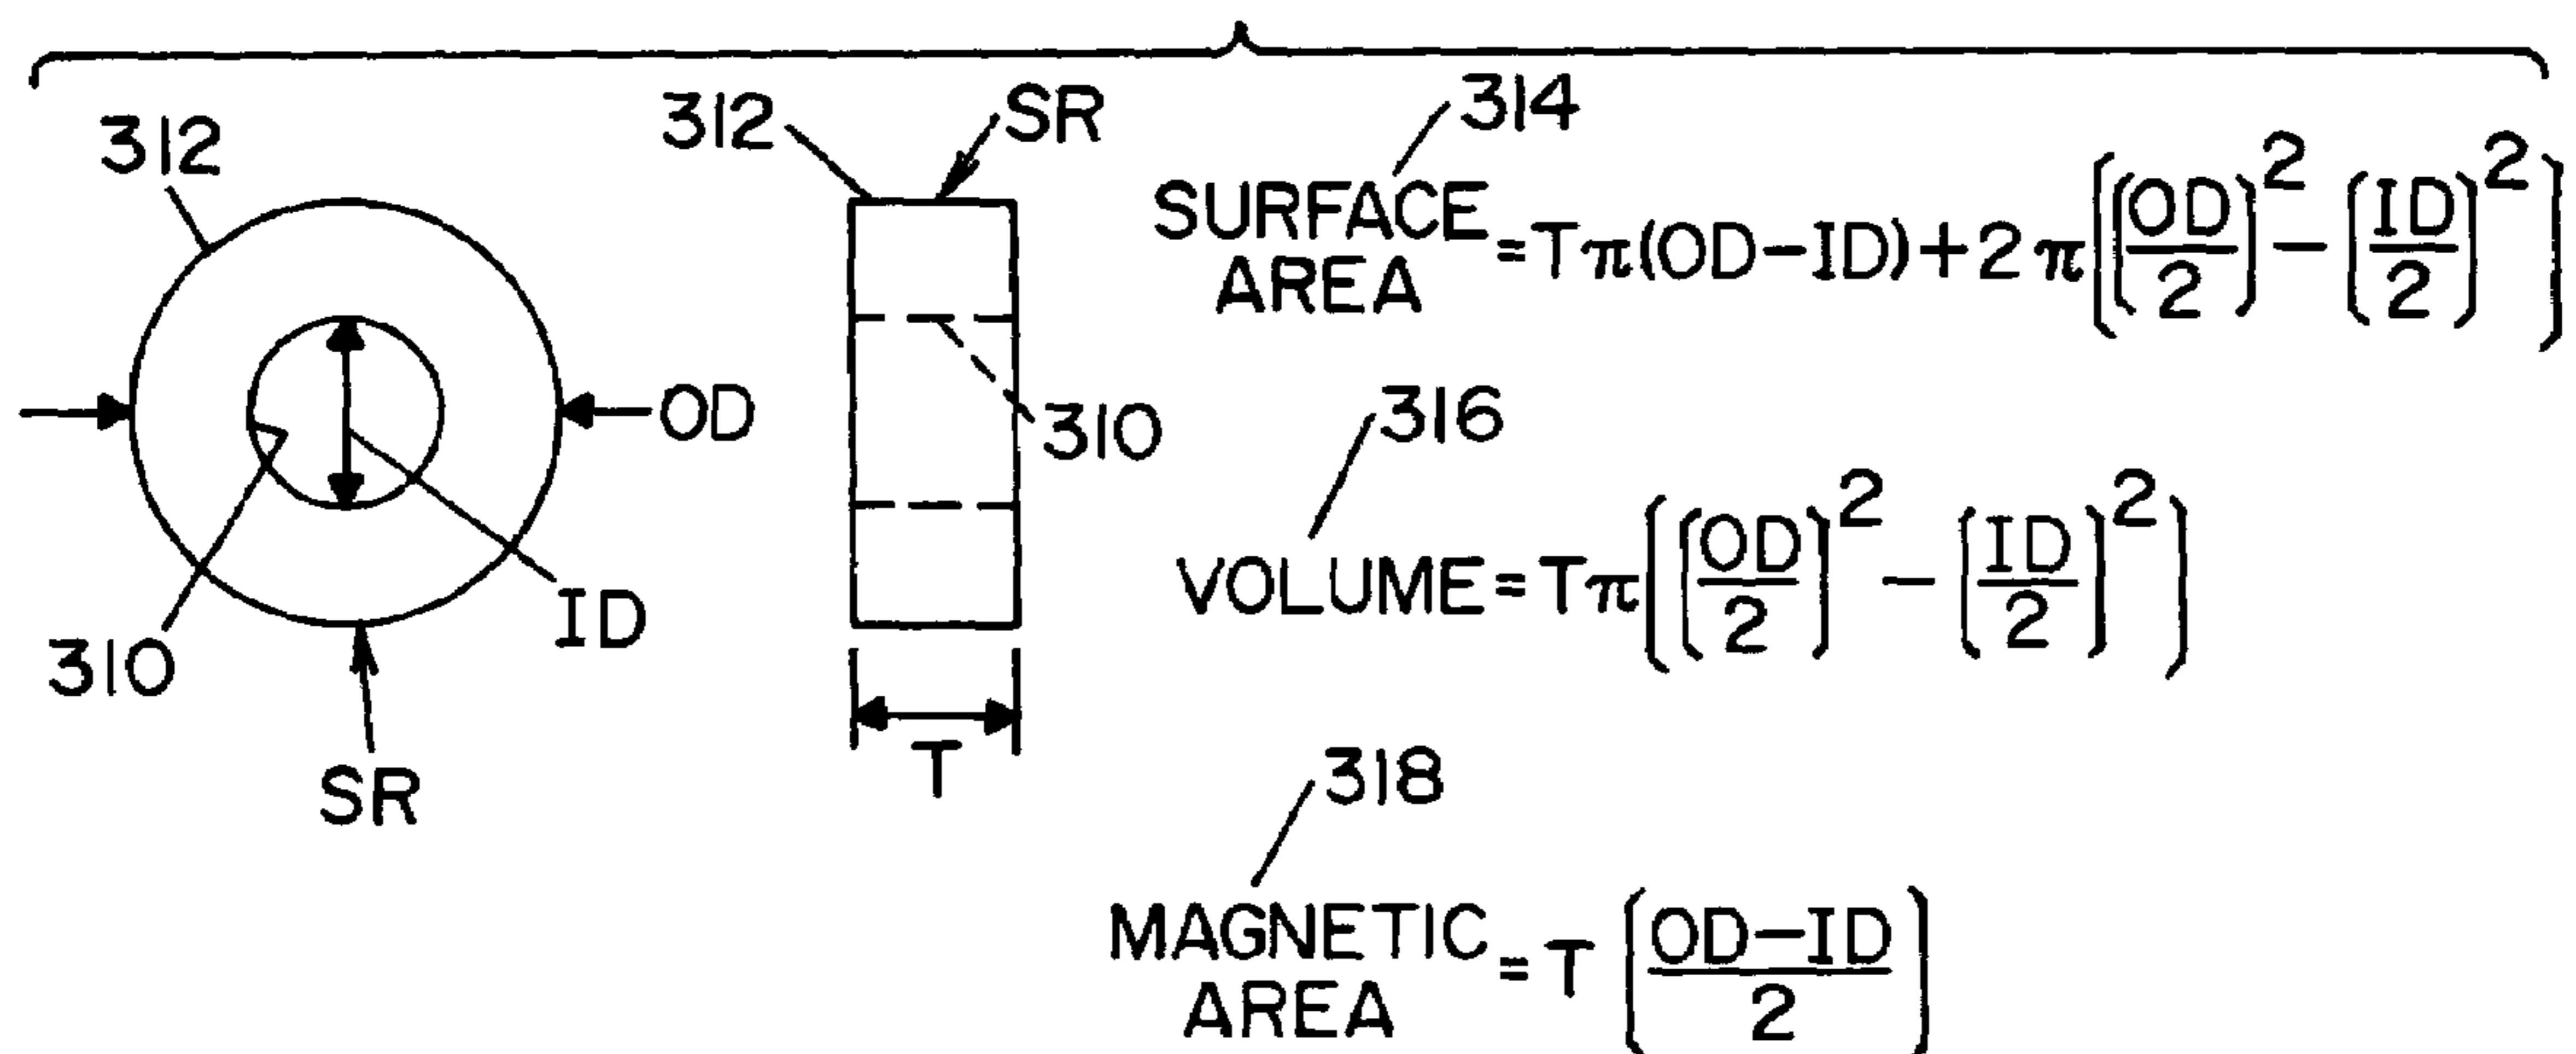 312
OD
ID
310
SR
312
SR
310
T
314
SURFACE AREA = Tπ(OD−ID)+2π[(OD/2)² − (ID/2)²]
316
VOLUME = Tπ[(OD/2)² − (ID/2)²]
318
MAGNETIC AREA = T [OD−ID/2]